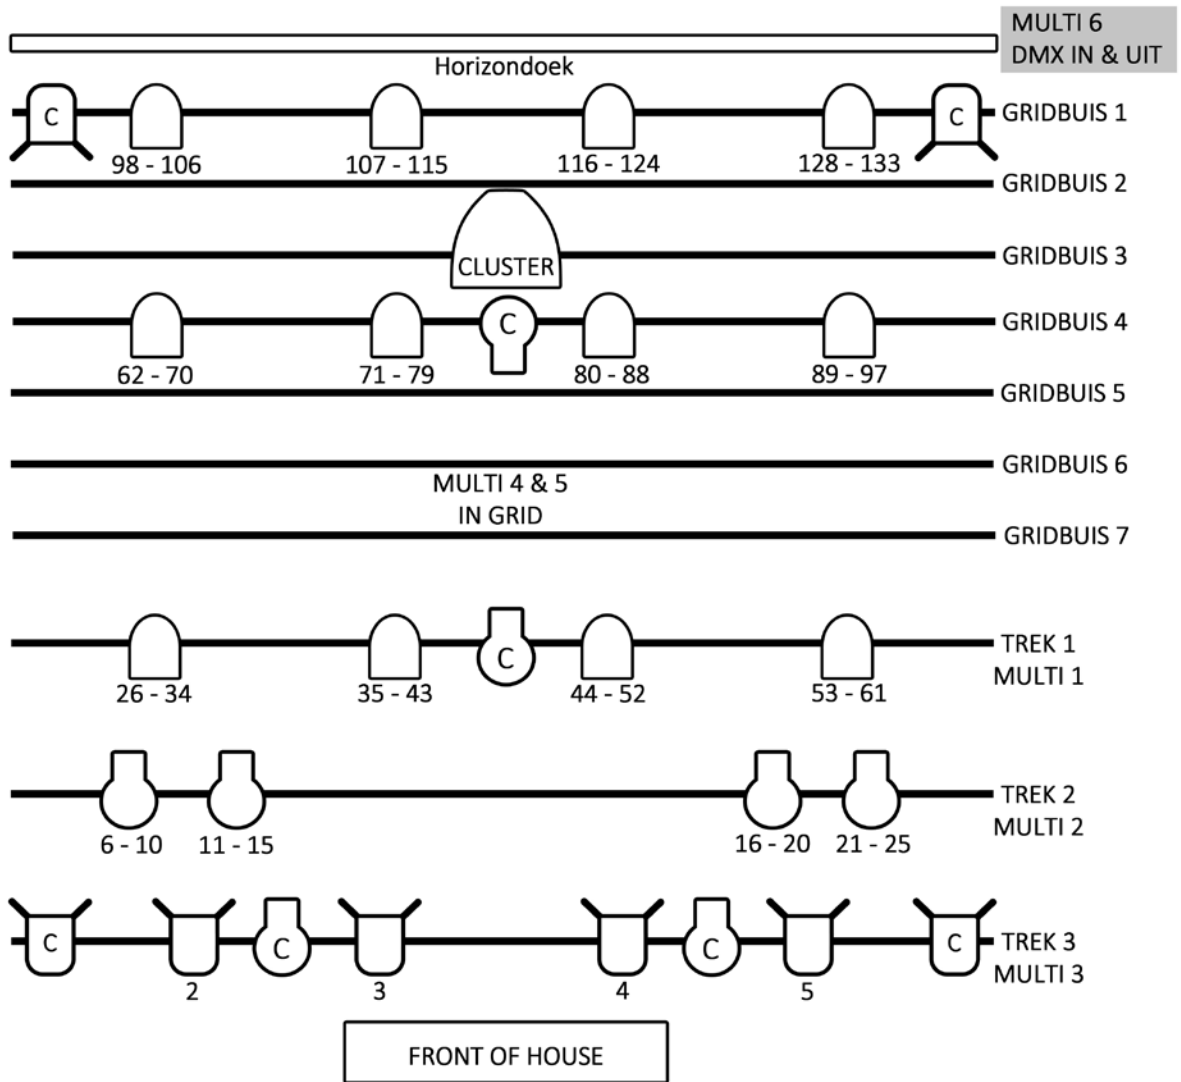 MULTI 6
DMX IN & UIT
Horizondoek
C
C
GRIDBUIS 1
98 - 106
107 - 115
116 - 124
128 - 133
GRIDBUIS 2
CLUSTER
GRIDBUIS 3
C
GRIDBUIS 4
62 - 70
71 - 79
80 - 88
89 - 97
GRIDBUIS 5
GRIDBUIS 6
MULTI 4 & 5
IN GRID
GRIDBUIS 7
C
TREK 1
MULTI 1
26 - 34
35 - 43
44 - 52
53 - 61
TREK 2
MULTI 2
6 - 10
11 - 15
16 - 20
21 - 25
C
C
C
C
TREK 3
MULTI 3
2
3
4
5
FRONT OF HOUSE